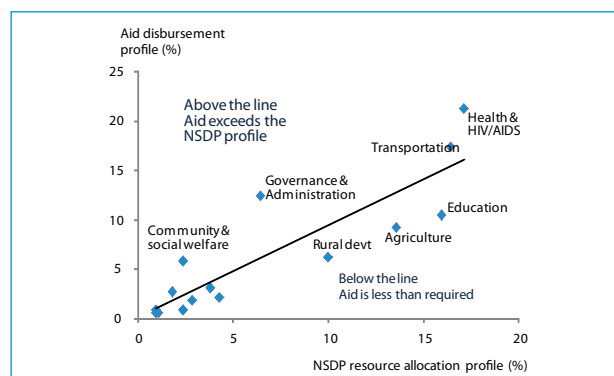 Aid disbursement
profile (%)
25
20
15
10
5
0
Above the line
Aid exceeds the
NSDP profile
Health &
HIV/AIDS
Transportation
Governance &
Administration
Education
Community &
social welfare
Rural devt
Agriculture
Below the line
Aid is less than required
0 5 10 15 20
NSDP resource allocation profile (%)